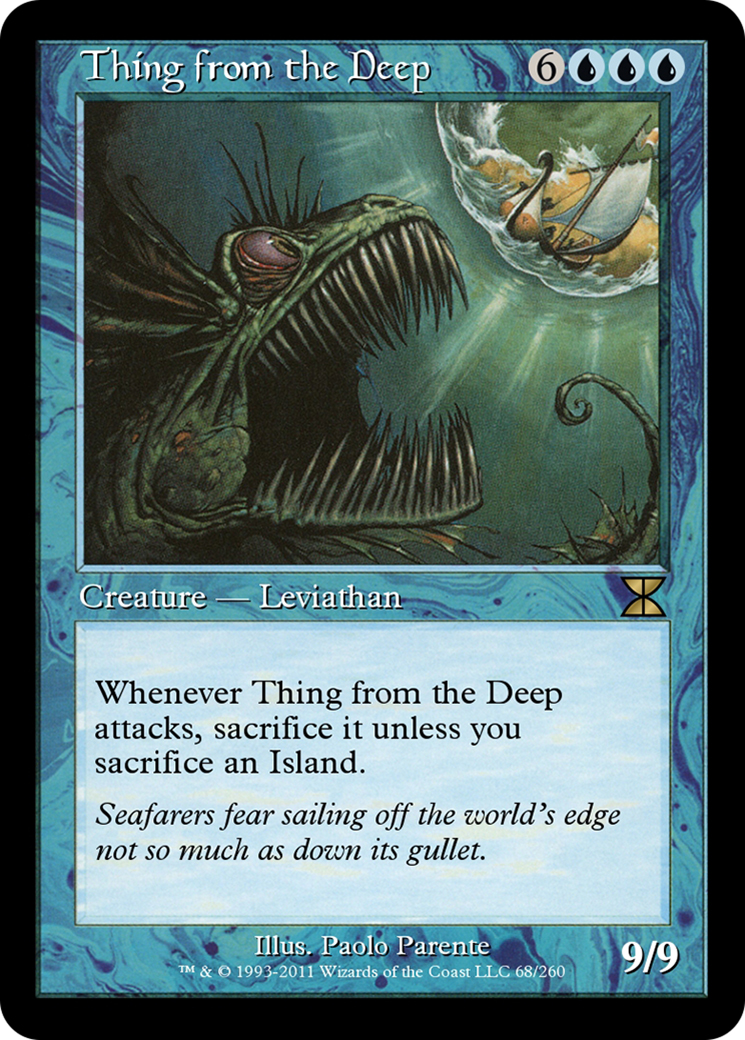 Thing from the Deep 6
Creature — Leviathan
Whenever Thing from the Deep
attacks, sacrifice it unless you
sacrifice an Island.
Seafarers fear sailing off the world's edge
not so much as down its gullet.
Illus. Paolo Parente
™ & © 1993-2011 Wizards of the Coast LLC 68/260
9/9